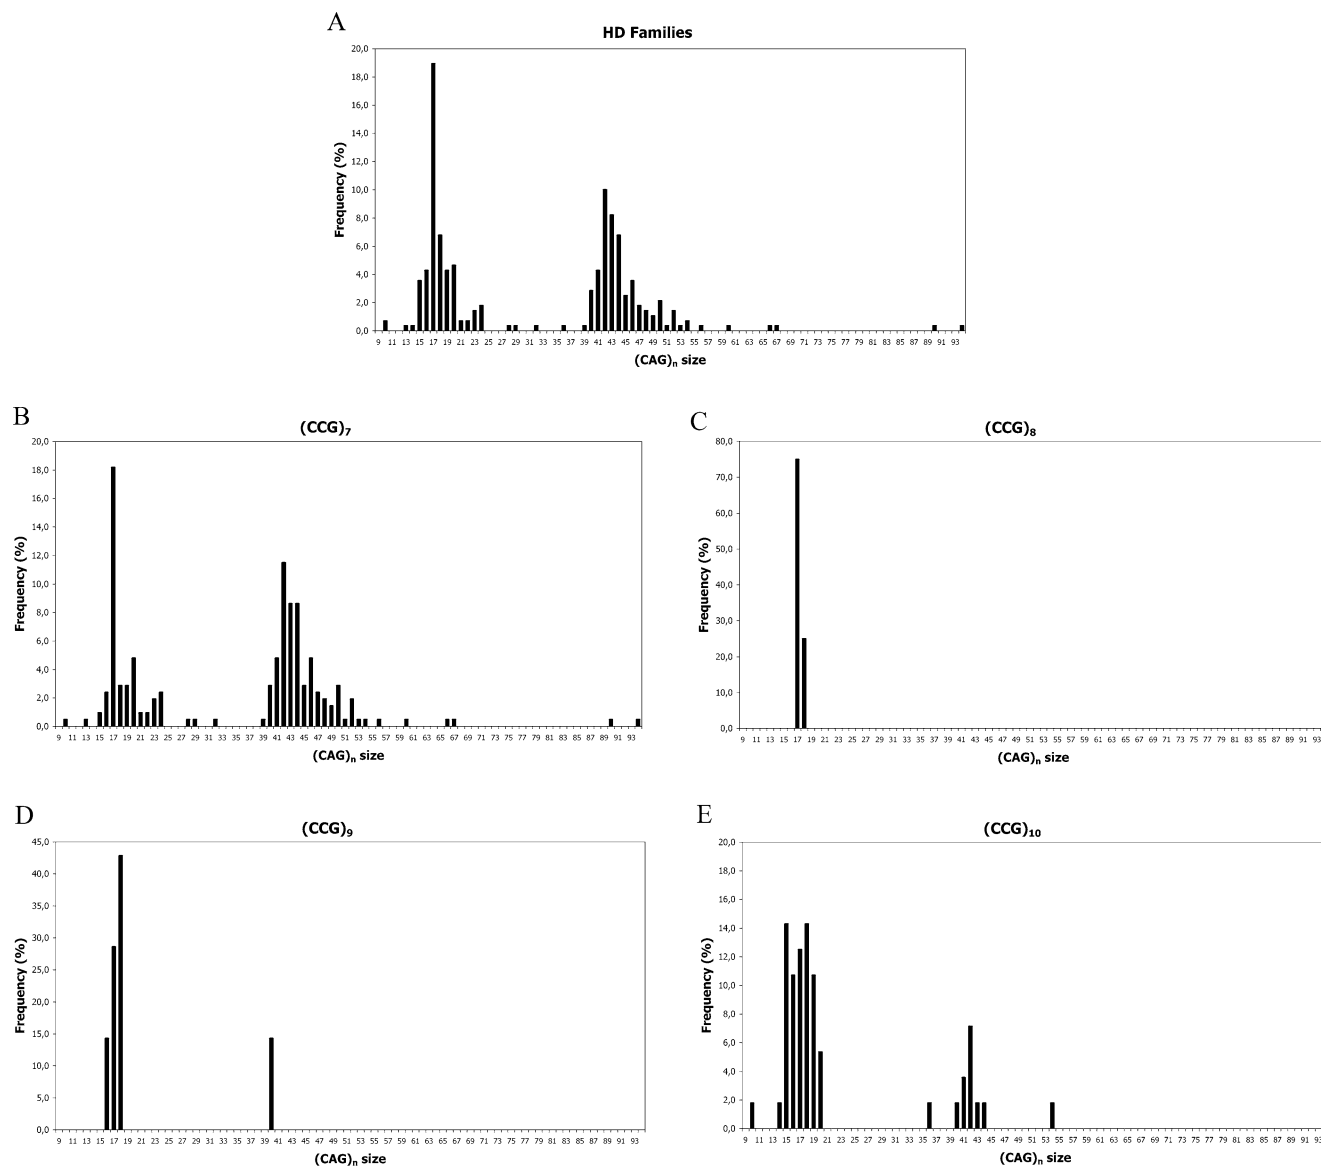 A
HD Families
20,0
18,0
16,0
14,0
12,0
10,0
8,0
6,0
4,0
2,0
0,0
Frequency (%)
9 11 13 15 17 19 21 23 25 27 29 31 33 35 37 39 41 43 45 47 49 51 53 55 57 59 61 63 65 67 69 71 73 75 77 79 81 83 85 87 89 91 93
(CAG)n size
B
(CCG)7
20,0
18,0
16,0
14,0
12,0
10,0
8,0
6,0
4,0
2,0
0,0
Frequency (%)
9 11 13 15 17 19 21 23 25 27 29 31 33 35 37 39 41 43 45 47 49 51 53 55 57 59 61 63 65 67 69 71 73 75 77 79 81 83 85 87 89 91 93
(CAG)n size
C
(CCG)8
80,0
70,0
60,0
50,0
40,0
30,0
20,0
10,0
0,0
Frequency (%)
9 11 13 15 17 19 21 23 25 27 29 31 33 35 37 39 41 43 45 47 49 51 53 55 57 59 61 63 65 67 69 71 73 75 77 79 81 83 85 87 89 91 93
(CAG)n size
D
(CCG)9
45,0
40,0
35,0
30,0
25,0
20,0
15,0
10,0
5,0
0,0
Frequency (%)
9 11 13 15 17 19 21 23 25 27 29 31 33 35 37 39 41 43 45 47 49 51 53 55 57 59 61 63 65 67 69 71 73 75 77 79 81 83 85 87 89 91 93
(CAG)n size
E
(CCG)10
20,0
18,0
16,0
14,0
12,0
10,0
8,0
6,0
4,0
2,0
0,0
Frequency (%)
9 11 13 15 17 19 21 23 25 27 29 31 33 35 37 39 41 43 45 47 49 51 53 55 57 59 61 63 65 67 69 71 73 75 77 79 81 83 85 87 89 91 93
(CAG)n size